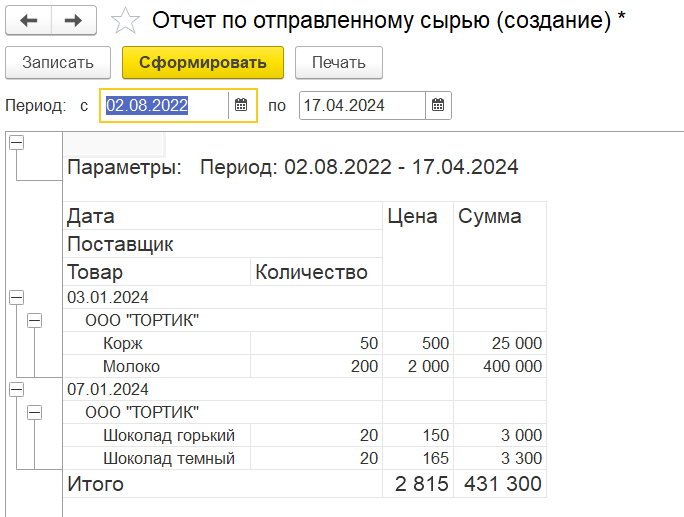 Отчет по отправленному сырью (создание) *
Записать Сформировать Печать
Период: с 02.08.2022 по 17.04.2024
Параметры: Период: 02.08.2022 - 17.04.2024
Дата Цена Сумма
Поставщик
Товар Количество
03.01.2024
ООО "ТОРТИК"
Корж 50 500 25 000
Молоко 200 2 000 400 000
07.01.2024
ООО "ТОРТИК"
Шоколад горький 20 150 3 000
Шоколад темный 20 165 3 300
Итого 2 815 431 300